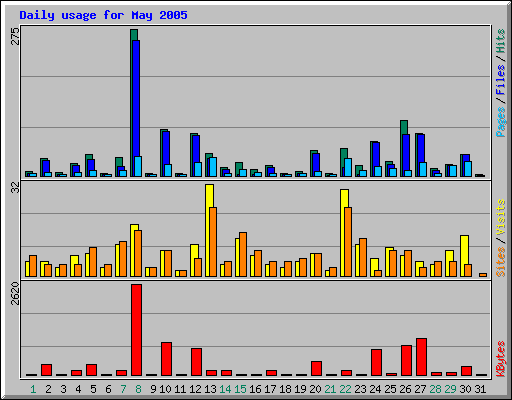 Daily usage for May 2005
275
Pages / Files / Hits
32
Sites / Visits
2620
KBytes
1 2 3 4 5 6 7 8 9 10 11 12 13 14 15 16 17 18 19 20 21 22 23 24 25 26 27 28 29 30 31